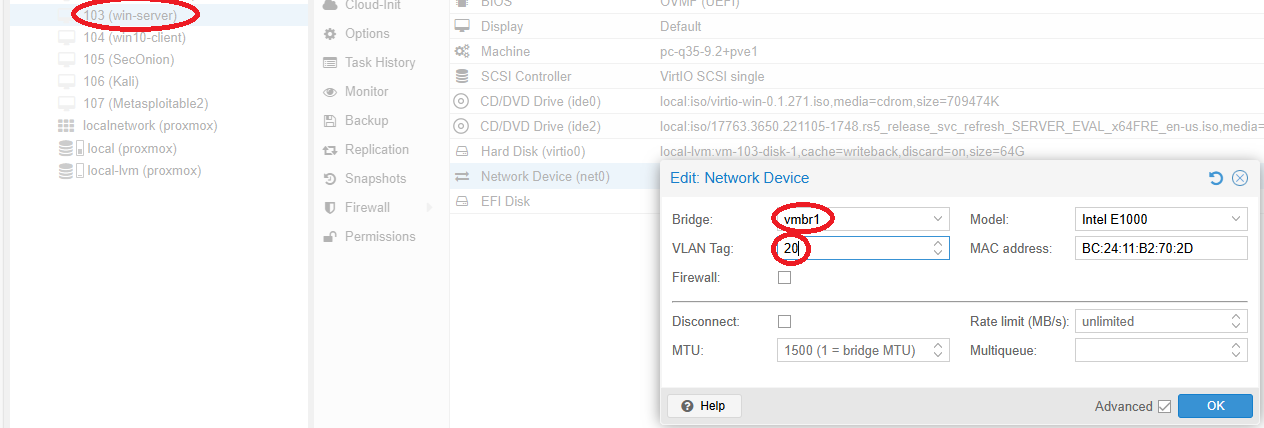 103 (win-server)
104 (win10-client)
105 (SecOnion)
106 (Kali)
107 (Metasploitable2)
localnetwork (proxmox)
local (proxmox)
local-lvm (proxmox)
Cloud-Init
Options
Task History
Monitor
Backup
Replication
Snapshots
Firewall
Permissions
BIOS OVMF (UEFI)
Display Default
Machine pc-q35-9.2+pve1
SCSI Controller VirtIO SCSI single
CD/DVD Drive (ide0) local:iso/virtio-win-0.1.271.iso,media=cdrom,size=709474K
CD/DVD Drive (ide2) local:iso/17763.3650.221105-1748.rs5_release_svc_refresh_SERVER_EVAL_x64FRE_en-us.iso,media=
Hard Disk (virtio0) local-lvm:vm-103-disk-1,cache=writeback,discard=on,size=64G
Network Device (net0)
EFI Disk
Edit: Network Device
Bridge: vmbr1 Model: Intel E1000
VLAN Tag: 20 MAC address: BC:24:11:B2:70:2D
Firewall:
Disconnect: Rate limit (MB/s): unlimited
MTU: 1500 (1 = bridge MTU) Multiqueue:
Help Advanced OK